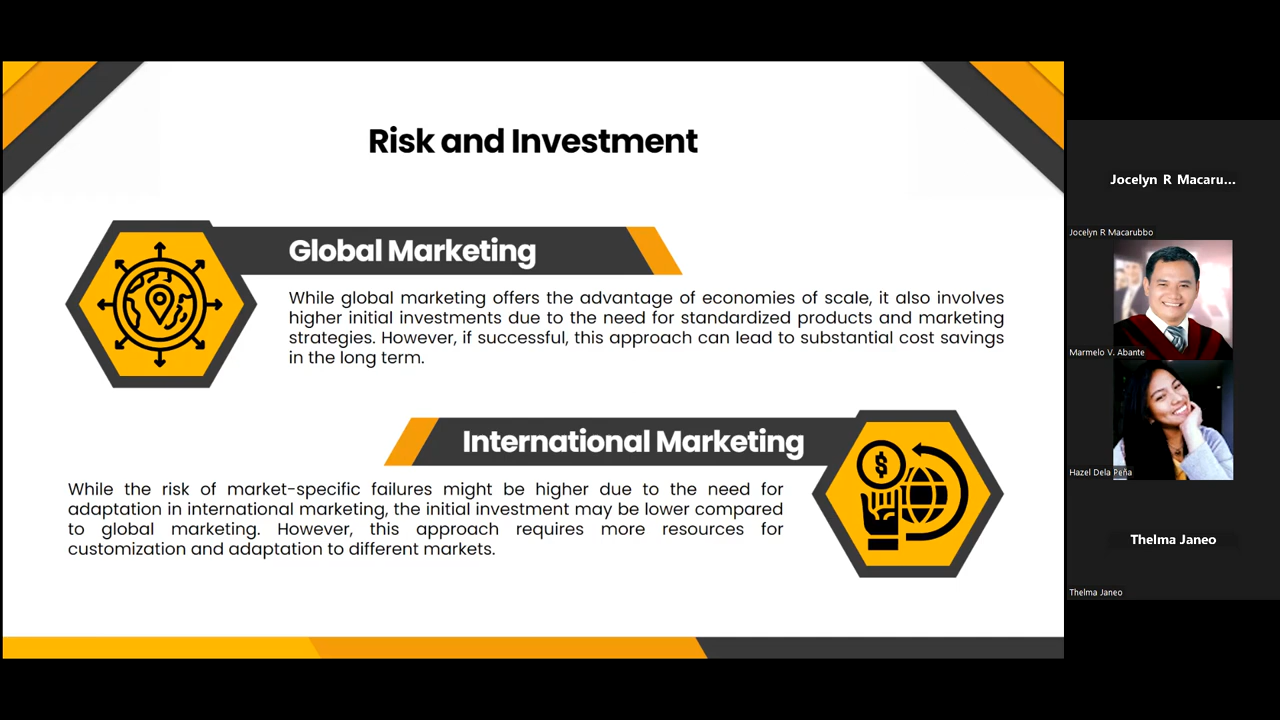 Risk and Investment
Global Marketing
While global marketing offers the advantage of economies of scale, it also involves
higher initial investments due to the need for standardized products and marketing
strategies. However, if successful, this approach can lead to substantial cost savings
in the long term.
International Marketing
While the risk of market-specific failures might be higher due to the need for
adaptation in international marketing, the initial investment may be lower compared
to global marketing. However, this approach requires more resources for
customization and adaptation to different markets.
$
Jocelyn R Macaru...
Jocelyn R Macarubbo
Marmelo V. Abante
Hazel Dela Peña
Thelma Janeo
Thelma Janeo